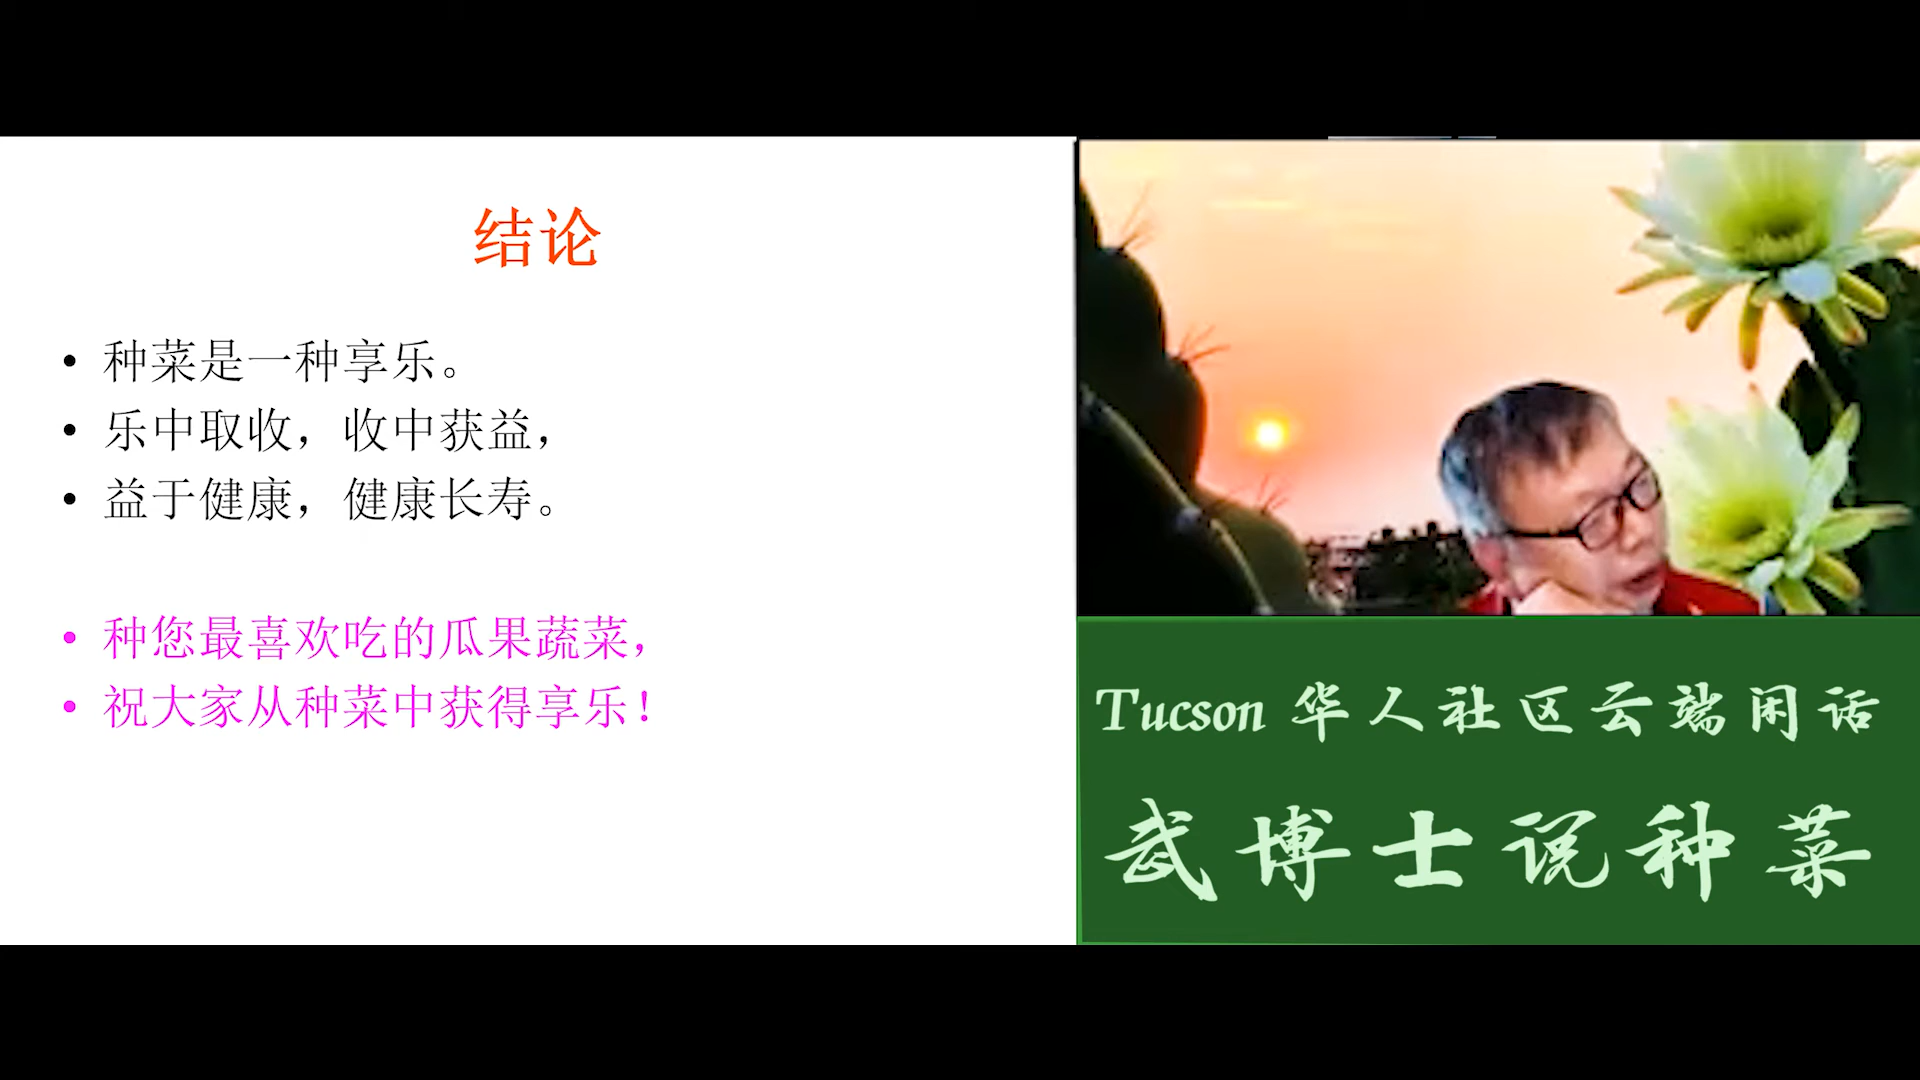 结论
• 种菜是一种享乐。
• 乐中取收，收中获益，
• 益于健康，健康长寿。
• 种您最喜欢吃的瓜果蔬菜，
• 祝大家从种菜中获得享乐！
Tucson 华人社区云端闲话
武博士说种菜